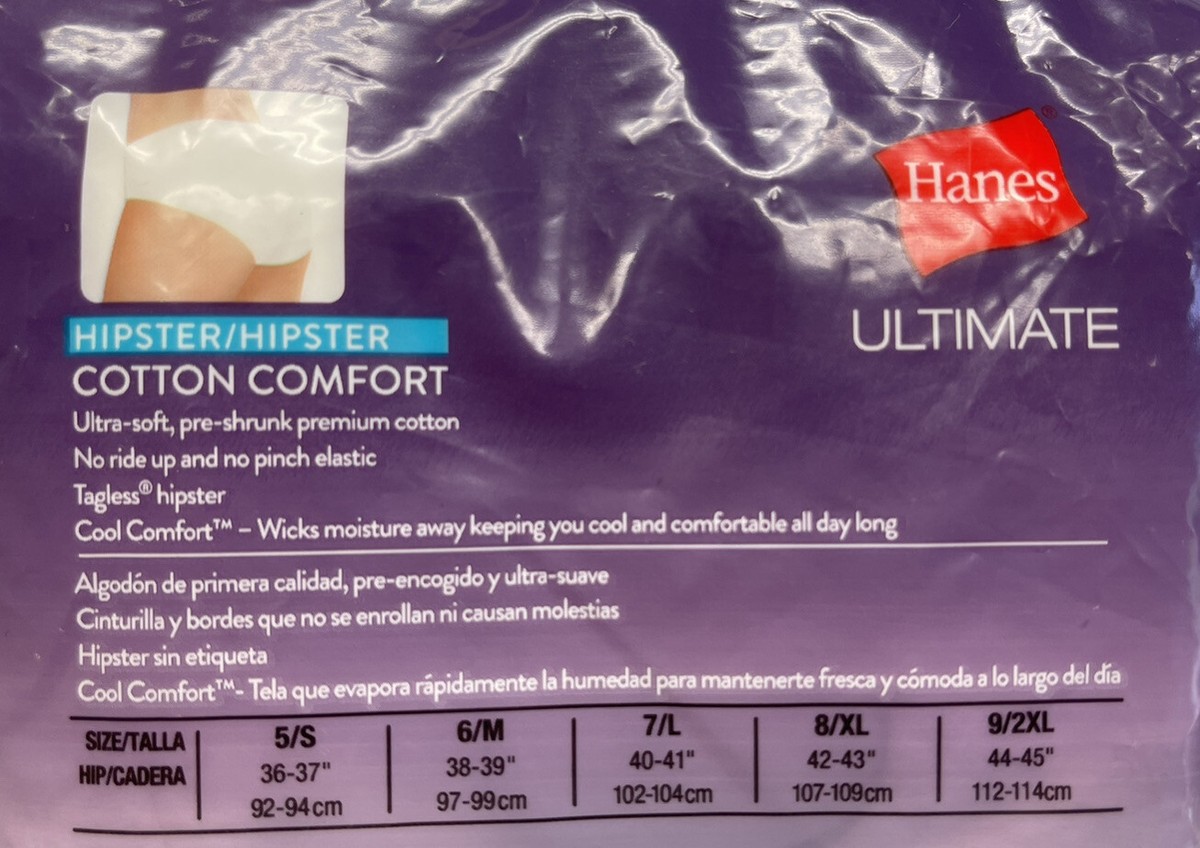 Hanes®
ULTIMATE
HIPSTER/HIPSTER
COTTON COMFORT
Ultra-soft, pre-shrunk premium cotton
No ride up and no pinch elastic
Tagless® hipster
Cool Comfort™ – Wicks moisture away keeping you cool and comfortable all day long
Algodón de primera calidad, pre-encogido y ultra-suave
Cinturilla y bordes que no se enrollan ni causan molestias
Hipster sin etiqueta
Cool Comfort™- Tela que evapora rápidamente la humedad para mantenerte fresca y cómoda a lo largo del día
SIZE/TALLA 5/S 6/M 7/L 8/XL 9/2XL
HIP/CADERA 36-37" 38-39" 40-41" 42-43" 44-45"
92-94cm 97-99cm 102-104cm 107-109cm 112-114cm